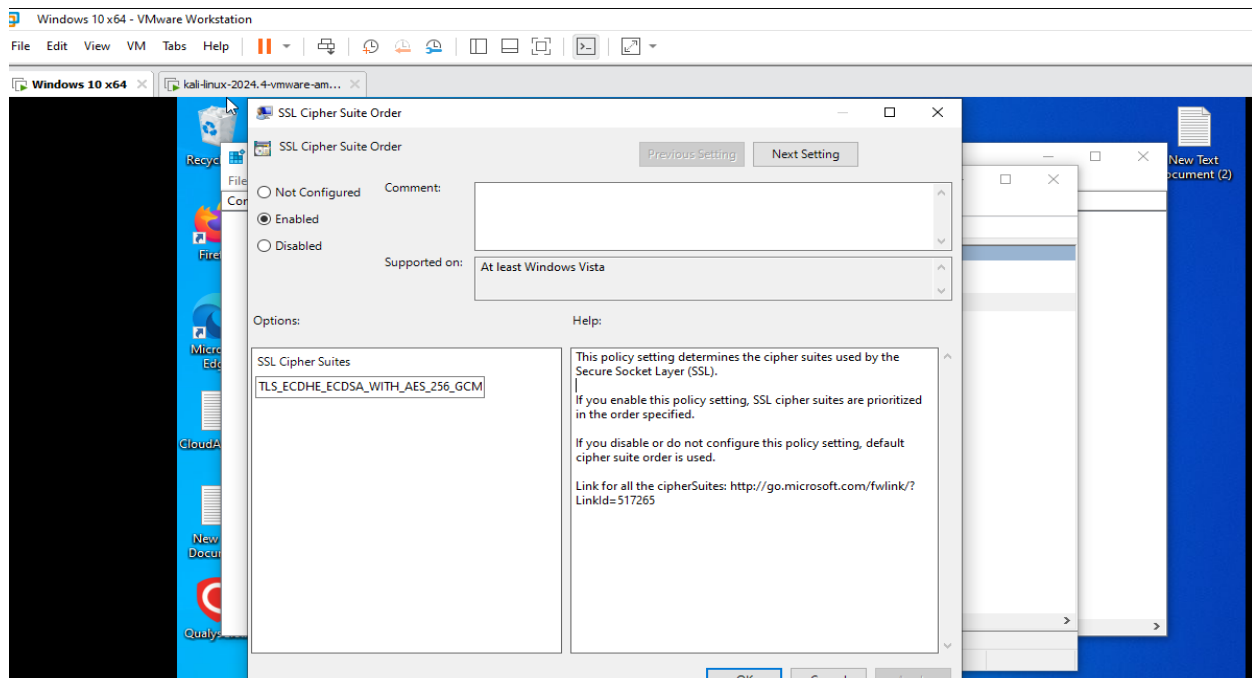 Windows 10 x64 - VMware Workstation
File Edit View VM Tabs Help
Windows 10 x64 kali-linux-2024.4-vmware-am...
SSL Cipher Suite Order
SSL Cipher Suite Order
Previous Setting Next Setting
Not Configured
Comment:
Enabled
Disabled
Supported on:
At least Windows Vista
Options:
Help:
SSL Cipher Suites
TLS_ECDHE_ECDSA_WITH_AES_256_GCM
This policy setting determines the cipher suites used by the
Secure Socket Layer (SSL).
If you enable this policy setting, SSL cipher suites are prioritized
in the order specified.
If you disable or do not configure this policy setting, default
cipher suite order is used.
Link for all the cipherSuites: http://go.microsoft.com/fwlink/?
LinkId=517265
Recyc
File
Cor
Firef
Micro
Edg
CloudA
New
Docu
Qualys
New Text
ocument (2)